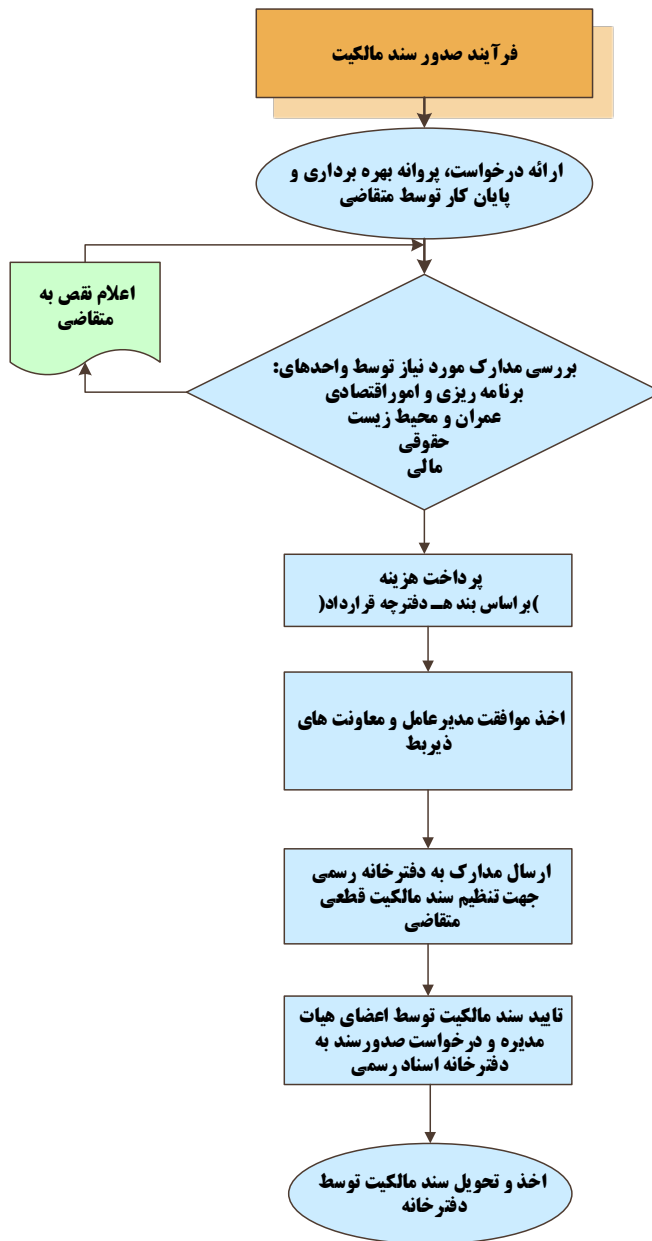 فرآیند صدور سند مالکیت
ارائه درخواست، پروانه بهره برداری و
پایان کار توسط متقاضی
اعلام نقص به
متقاضی
بررسی مدارک مورد نیاز توسط واحدهای:
برنامه ریزی و اموراقتصادی
عمران و محیط زیست
حقوقی
مالی
پرداخت هزینه
)براساس بند هـ دفترچه قرارداد(
اخذ موافقت مدیرعامل و معاونت های
ذیربط
ارسال مدارک به دفترخانه رسمی
جهت تنظیم سند مالکیت قطعی
متقاضی
تایید سند مالکیت توسط اعضای هیات
مدیره و درخواست صدورسند به
دفترخانه اسناد رسمی
اخذ و تحویل سند مالکیت توسط
دفترخانه